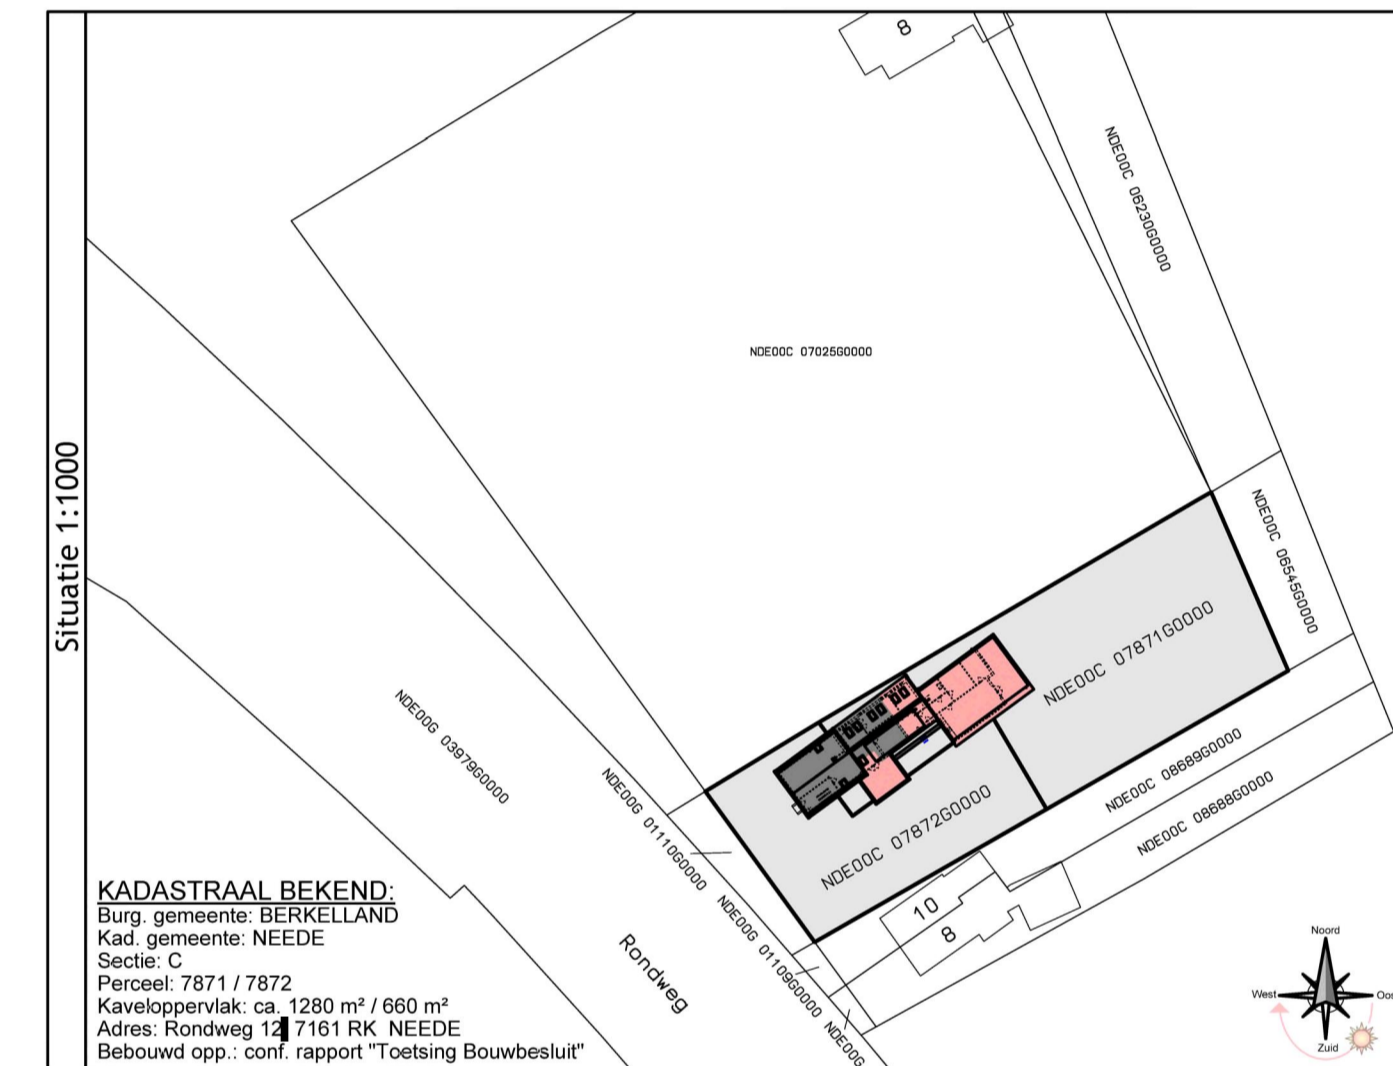 Situatie 1:1000
8
NDE00C 06230G0000
NDE00C 07025G0000
NDE00C 06545G0000
NDE00C 07871G0000
NDE00G 03979G0000
NDE00G 01110G0000
NDE00C 07872G0000
NDE00C 08689G0000
NDE00C 08688G0000
10
8
NDE00G 01109G0000
Rondweg
NDE00G
KADASTRAAL BEKEND:
Burg. gemeente: BERKELLAND
Kad. gemeente: NEEDE
Sectie: C
Perceel: 7871 / 7872
Kaveloppervlak: ca. 1280 m² / 660 m²
Adres: Rondweg 12 7161 RK NEEDE
Bebouwd opp.: conf. rapport "Toetsing Bouwbesluit"
Noord
West
Zuid